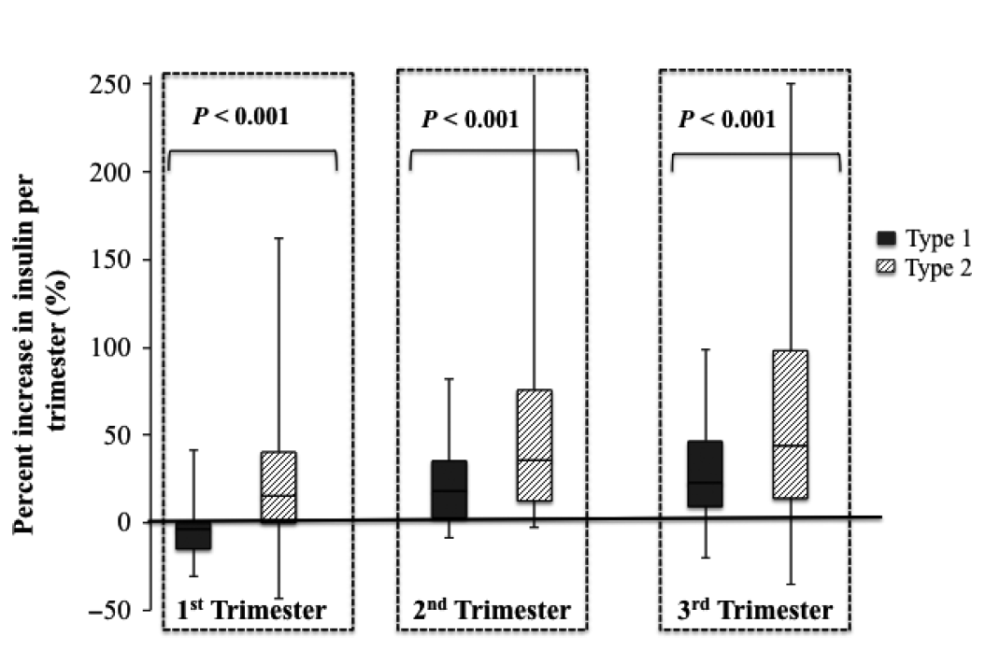 Percent increase in insulin per
trimester (%)
250
200
150
100
50
0
−50
P < 0.001
P < 0.001
P < 0.001
1st Trimester
2nd Trimester
3rd Trimester
Type 1
Type 2